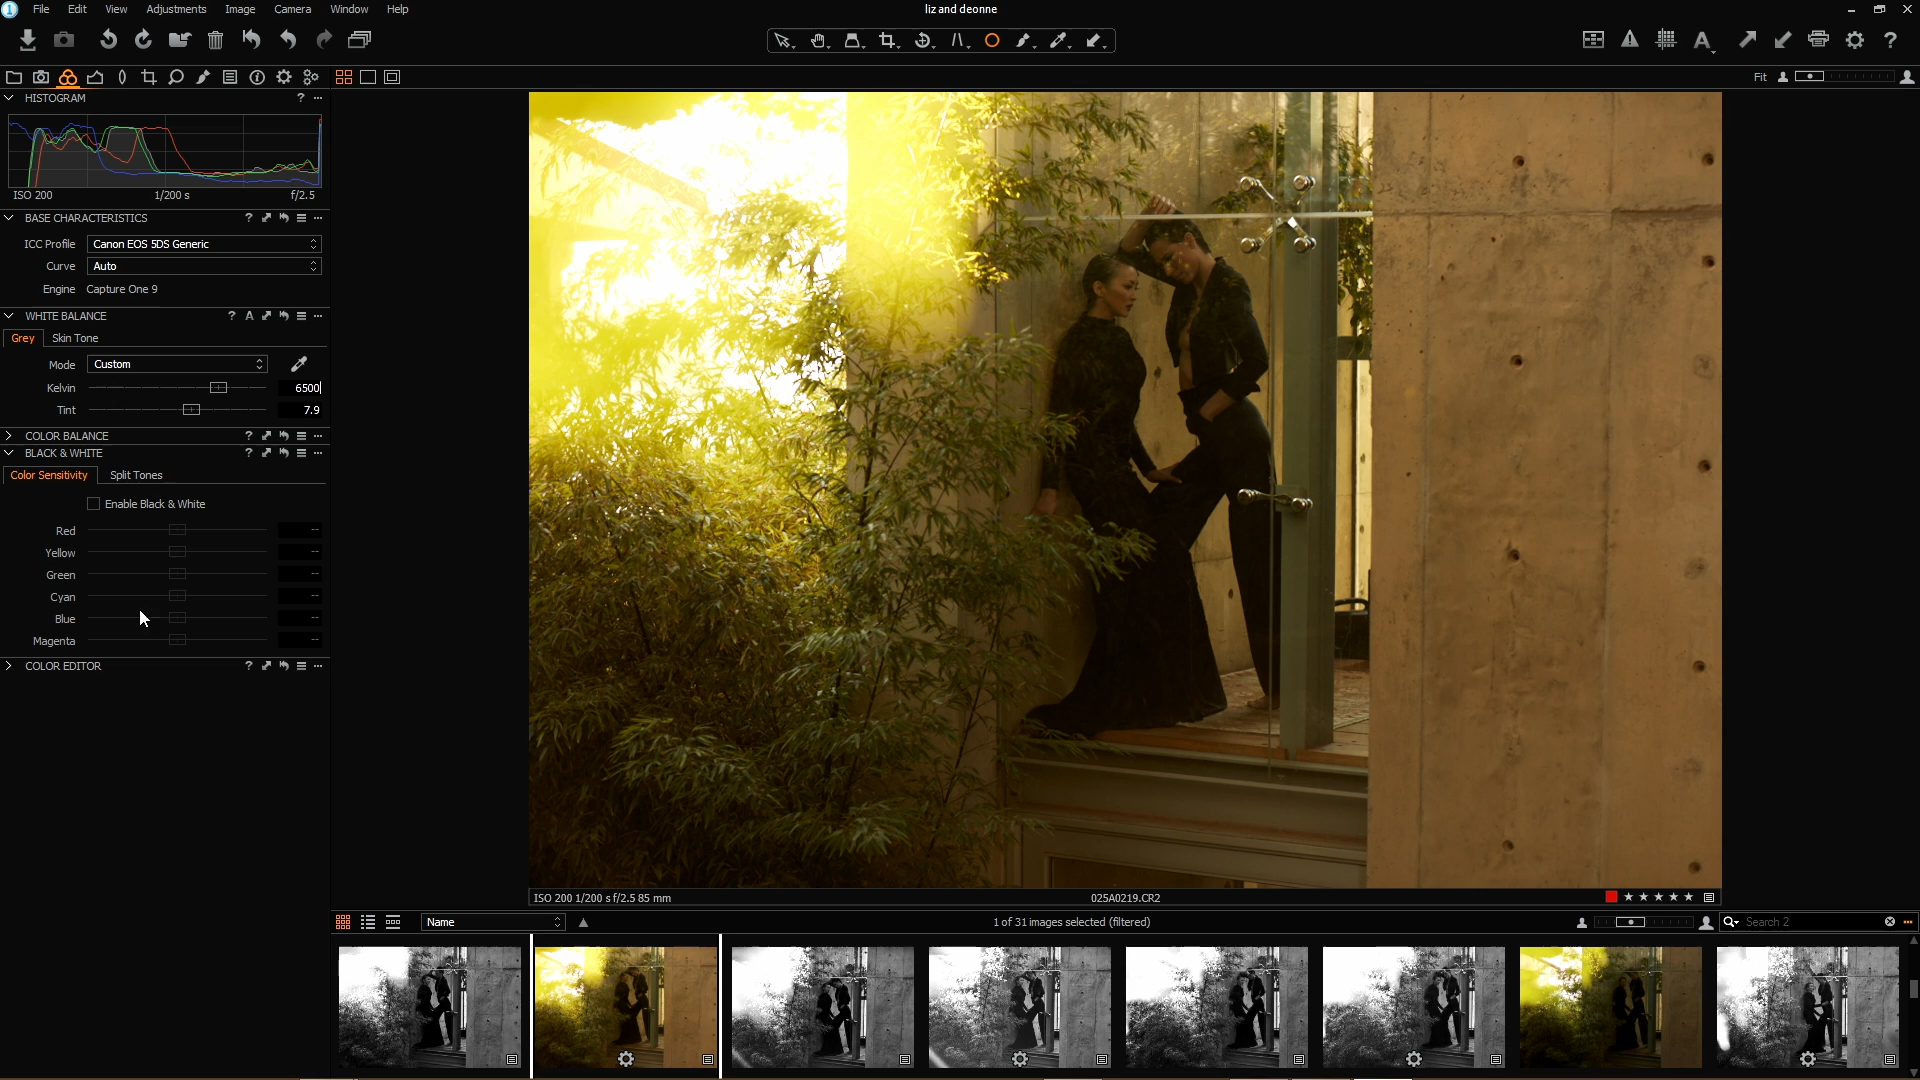 File Edit View Adjustments Image Camera Window Help
liz and deonne
Fit
HISTOGRAM
ISO 200 1/200 s f/2.5
BASE CHARACTERISTICS
ICC Profile Canon EOS 5DS Generic
Curve Auto
Engine Capture One 9
WHITE BALANCE
Grey Skin Tone
Mode Custom
Kelvin 6500
Tint 7.9
COLOR BALANCE
BLACK & WHITE
Color Sensitivity Split Tones
Enable Black & White
Red --
Yellow --
Green --
Cyan --
Blue --
Magenta --
COLOR EDITOR
ISO 200 1/200 s f/2.5 85 mm
025A0219.CR2
Name
1 of 31 images selected (filtered)
Search 2